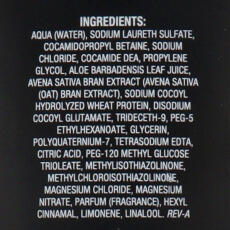 INGREDIENTS:
AQUA (WATER), SODIUM LAURETH SULFATE,
COCAMIDOPROPYL BETAINE, SODIUM
CHLORIDE, COCAMIDE DEA, PROPYLENE
GLYCOL, ALOE BARBADENSIS LEAF JUICE,
AVENA SATIVA BRAN EXTRACT (AVENA SATIVA
(OAT) BRAN EXTRACT), SODIUM COCOYL
HYDROLYZED WHEAT PROTEIN, DISODIUM
COCOYL GLUTAMATE, TRIDECETH-9, PEG-5
ETHYLHEXANOATE, GLYCERIN,
POLYQUATERNIUM-7, TETRASODIUM EDTA,
CITRIC ACID, PEG-120 METHYL GLUCOSE
TRIOLEATE, METHYLISOTHIAZOLINONE,
METHYLCHLOROISOTHIAZOLINONE,
MAGNESIUM CHLORIDE, MAGNESIUM
NITRATE, PARFUM (FRAGRANCE), HEXYL
CINNAMAL, LIMONENE, LINALOOL. REV-A